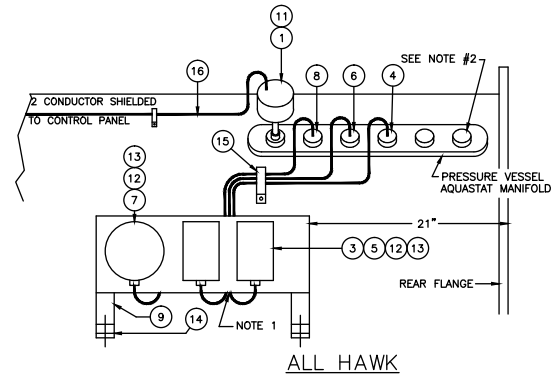 11
1
SEE NOTE #2
16
8
6
4
2 CONDUCTOR SHIELDED
TO CONTROL PANEL
15
13
12
7
PRESSURE VESSEL
AQUASTAT MANIFOLD
21"
3 5 12 13
REAR FLANGE
9
14
NOTE 1
ALL HAWK